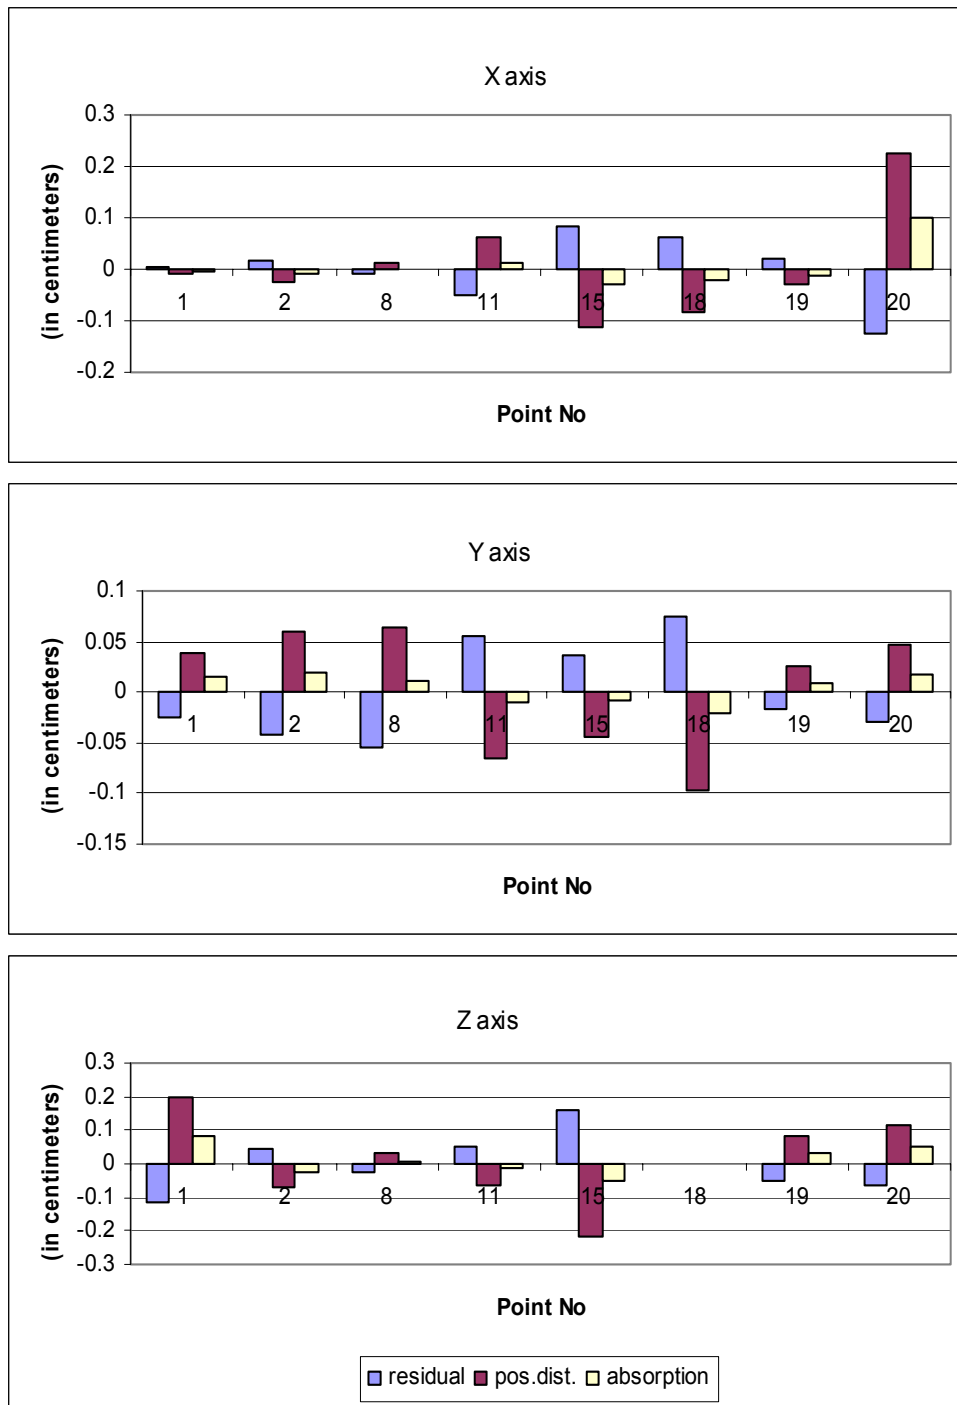 X axis
0.3
0.2
0.1
0
-0.1
-0.2
(in centimeters)
1 2 8 11 15 18 19 20
Point No
Y axis
0.1
0.05
0
-0.05
-0.1
-0.15
(in centimeters)
1 2 8 11 15 18 19 20
Point No
Z axis
0.3
0.2
0.1
0
-0.1
-0.2
-0.3
(in centimeters)
1 2 8 11 15 18 19 20
Point No
residual pos.dist. absorption